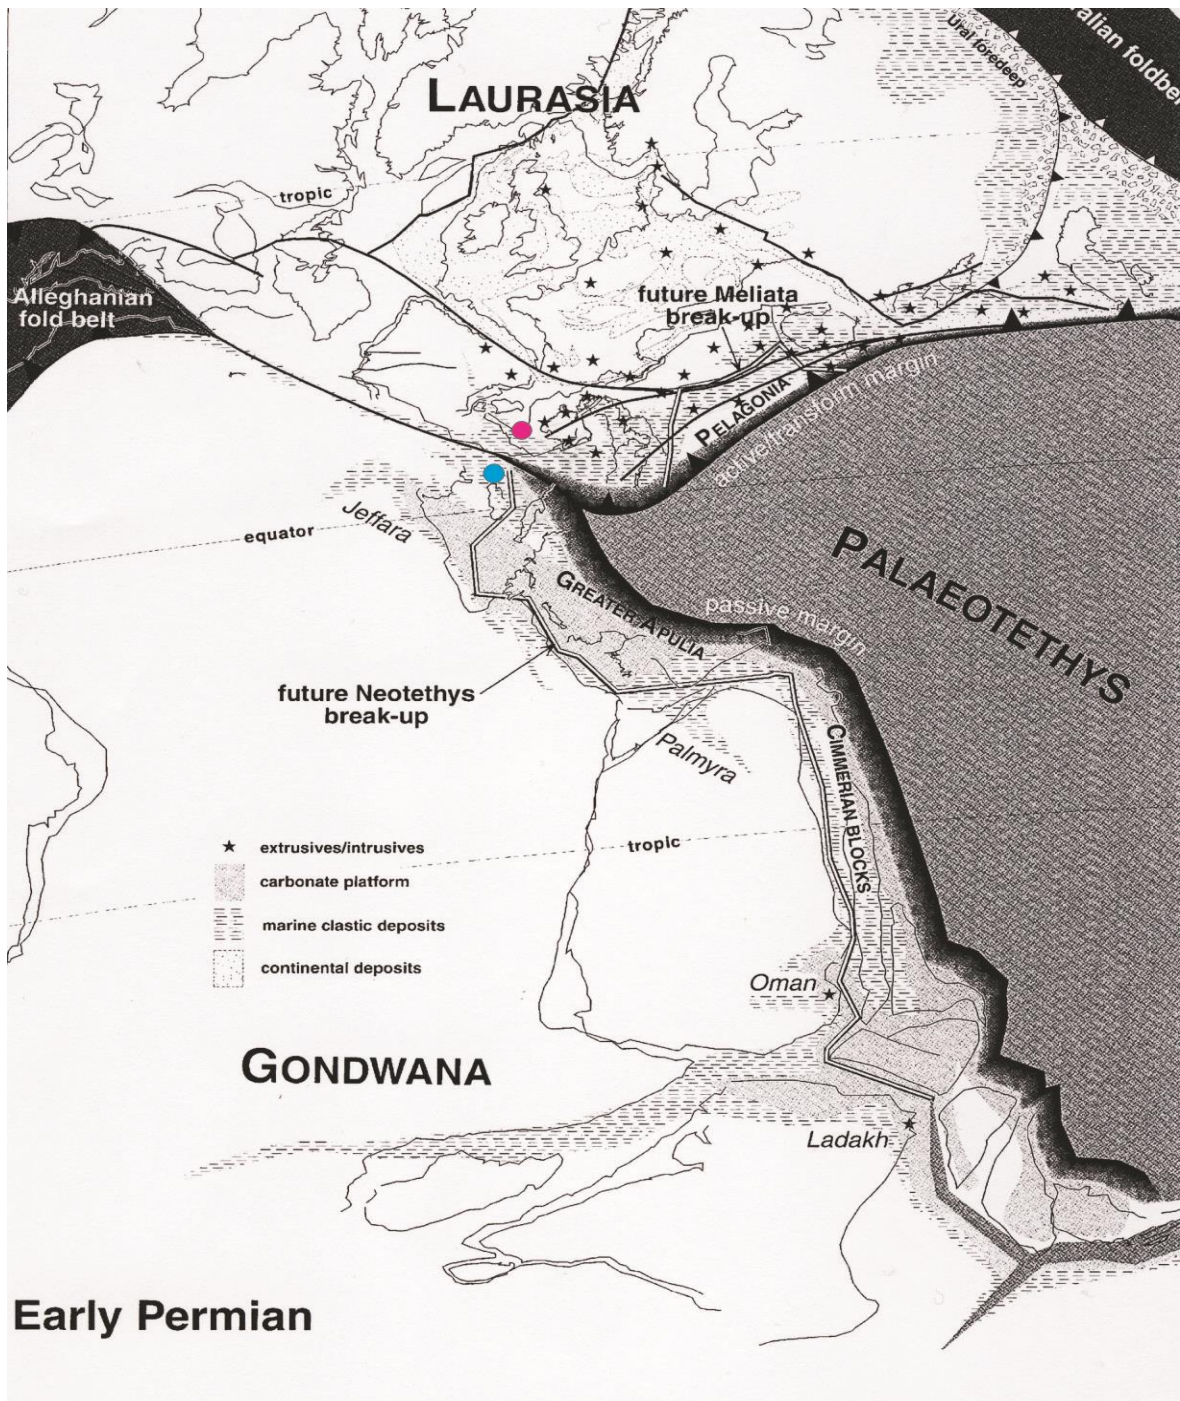 LAURASIA
Ural foredeep
ralian foldbe
tropic
Alleghanian
fold belt
future Meliata
break-up
PELAGONIA
active/transform margin
Jeffara
equator
PALAEOTETHYS
GREATER APULIA
passive margin
future Neotethys
break-up
Palmyra
CIMMERIAN BLOCKS
extrusives/intrusives
tropic
carbonate platform
marine clastic deposits
continental deposits
Oman
GONDWANA
Ladakh
Early Permian